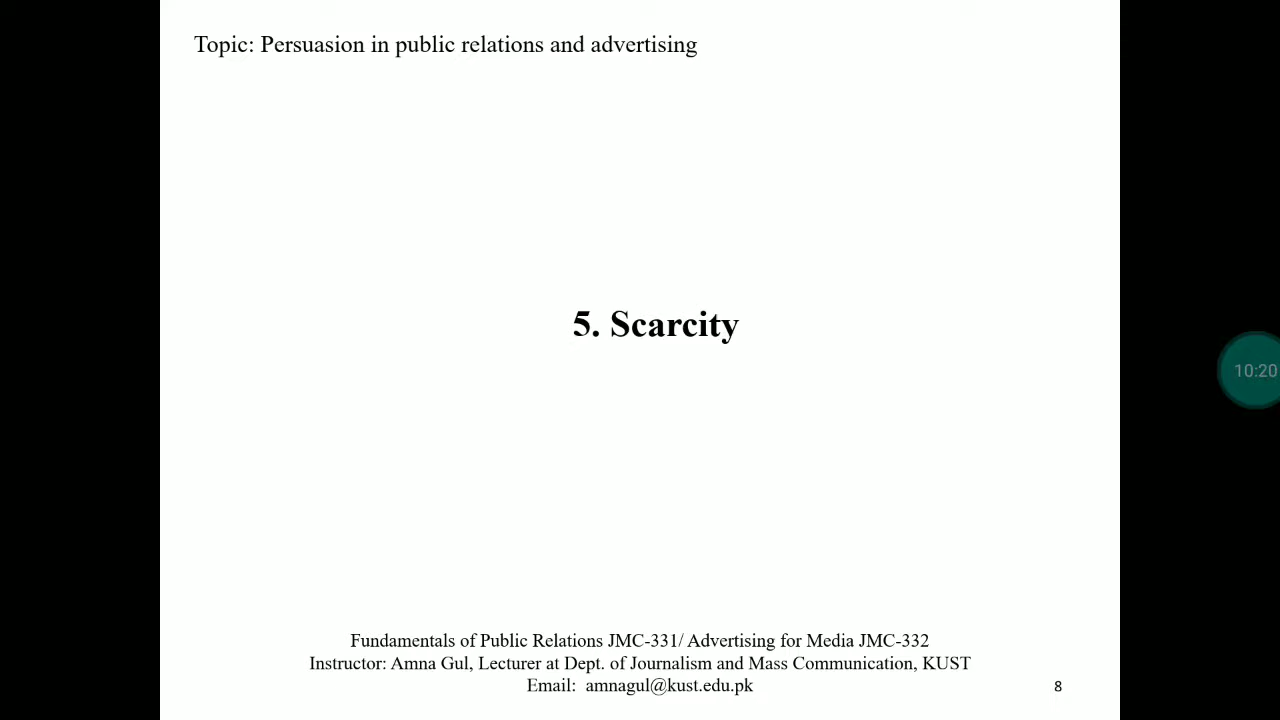 Topic: Persuasion in public relations and advertising
5. Scarcity
10:20
Fundamentals of Public Relations JMC-331/ Advertising for Media JMC-332
Instructor: Amna Gul, Lecturer at Dept. of Journalism and Mass Communication, KUST
Email: amnagul@kust.edu.pk
8